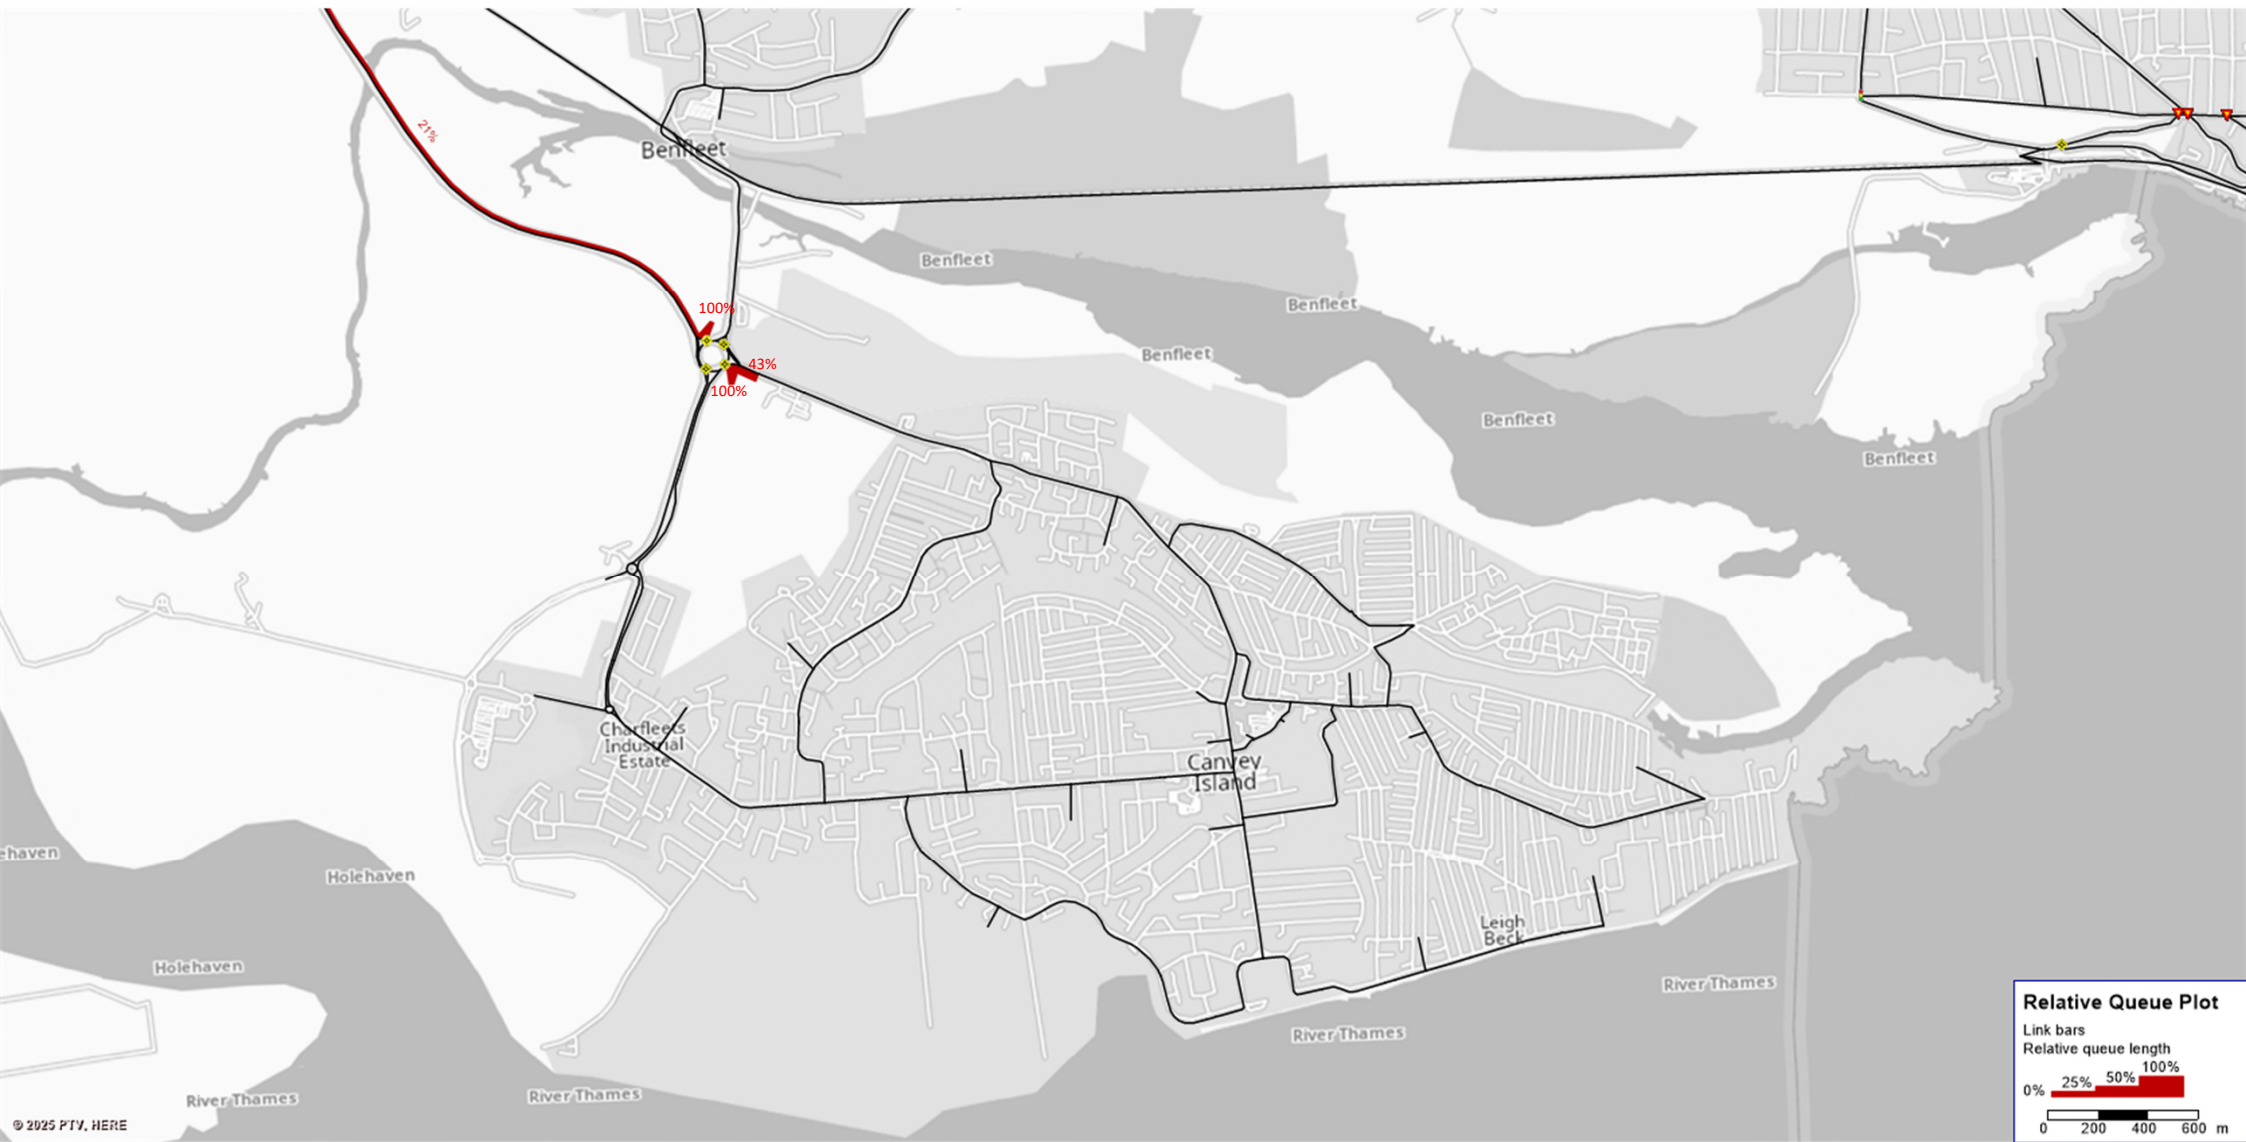 21%
Benfleet
Benfleet
Benfleet
100%
Benfleet
43%
100%
Benfleet
Benfleet
Charfleets
Industrial
Estate
Canvey
Island
Holehaven
Leigh
Beck
Holehaven
River Thames
River Thames
River Thames
River Thames
Relative Queue Plot
Link bars
Relative queue length
0% 25% 50% 100%
0 200 400 600 m
© 2025 PTV, HERE